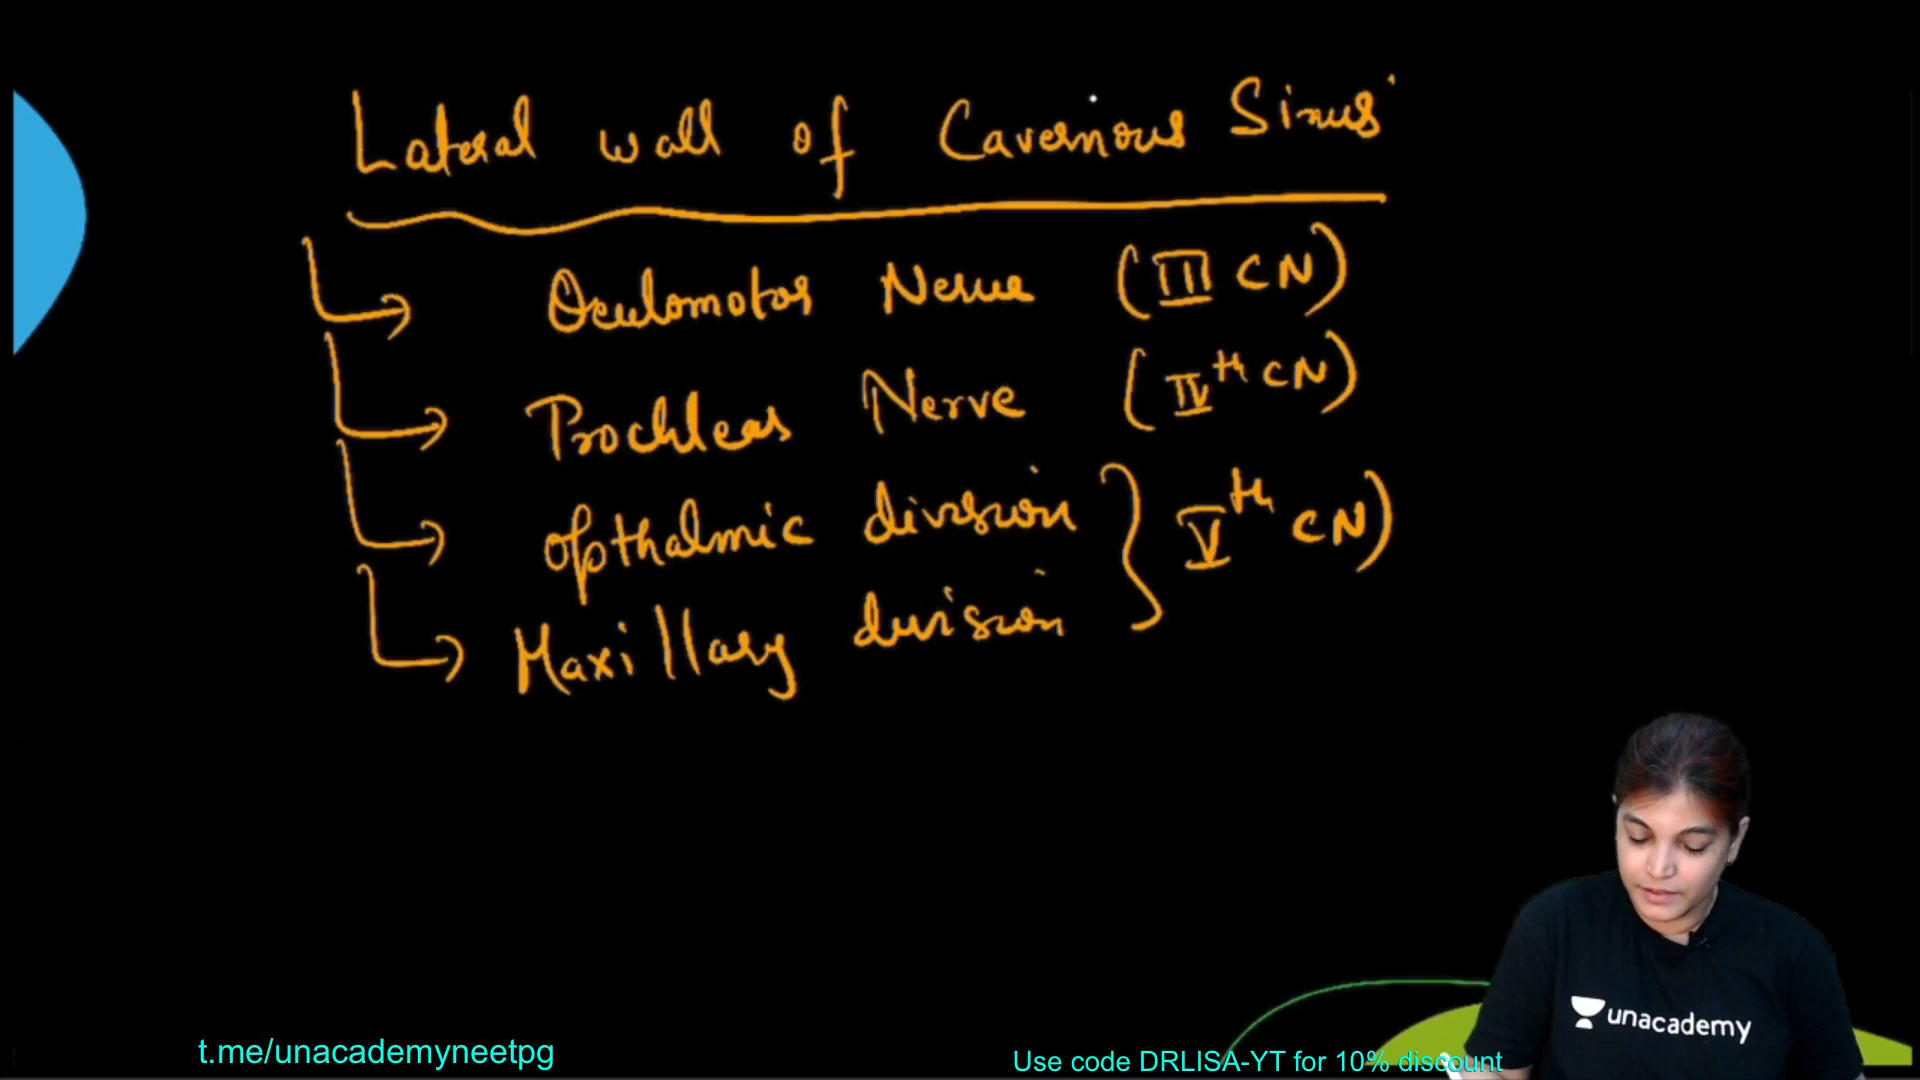 Lateral wall of Cavernous Sinus
Oculomotor Nerve (III CN)
Trochlear Nerve (IVth CN)
Opthalmic division
Vth CN)
Maxillary division
unacademy
t.me/unacademyneetpg
Use code DRLISA-YT for 10% discount